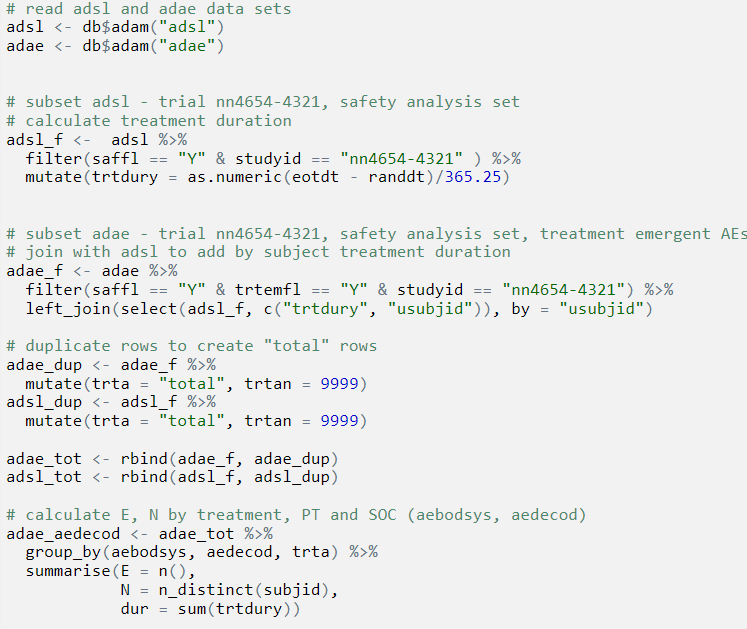 # read adsl and adae data sets
adsl <- db$adam("adsl")
adae <- db$adam("adae")
# subset adsl - trial nn4654-4321, safety analysis set
# calculate treatment duration
adsl_f <-  adsl %>%
  filter(saffl == "Y" & studyid == "nn4654-4321" ) %>%
  mutate(trtdury = as.numeric(eotdt - randdt)/365.25)
# subset adae - trial nn4654-4321, safety analysis set, treatment emergent AEs
# join with adsl to add by subject treatment duration
adae_f <- adae %>%
  filter(saffl == "Y" & trtemfl == "Y" & studyid == "nn4654-4321") %>%
  left_join(select(adsl_f, c("trtdury", "usubjid")), by = "usubjid")
# duplicate rows to create "total" rows
adae_dup <- adae_f %>%
  mutate(trta = "total", trtan = 9999)
adsl_dup <- adsl_f %>%
  mutate(trta = "total", trtan = 9999)
adae_tot <- rbind(adae_f, adae_dup)
adsl_tot <- rbind(adsl_f, adsl_dup)
# calculate E, N by treatment, PT and SOC (aebodsys, aedecod)
adae_aedecod <- adae_tot %>%
  group_by(aebodsys, aedecod, trta) %>%
  summarise(E = n(),
            N = n_distinct(subjid),
            dur = sum(trtdury))